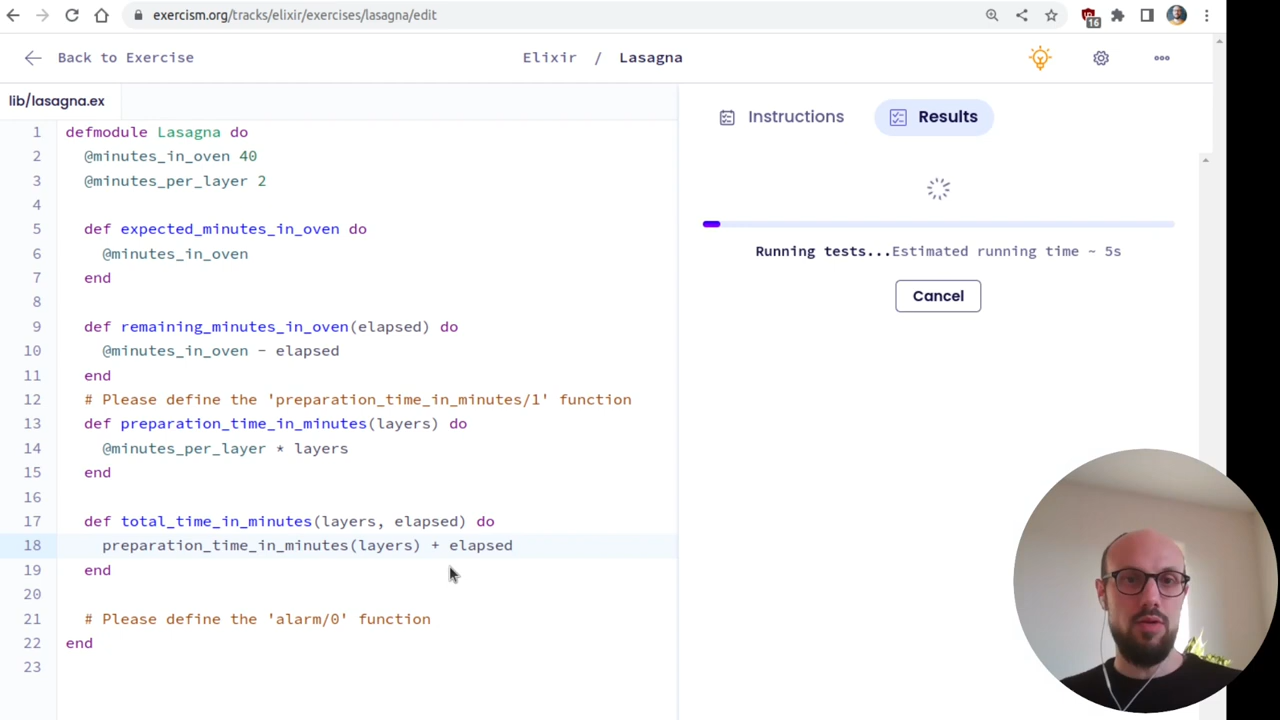 exercism.org/tracks/elixir/exercises/lasagna/edit
16
Back to Exercise
Elixir / Lasagna
lib/lasagna.ex
Instructions
Results
1 defmodule Lasagna do
2 @minutes_in_oven 40
3 @minutes_per_layer 2
4
5 def expected_minutes_in_oven do
6 @minutes_in_oven
7 end
8
9 def remaining_minutes_in_oven(elapsed) do
10 @minutes_in_oven - elapsed
11 end
12 # Please define the 'preparation_time_in_minutes/1' function
13 def preparation_time_in_minutes(layers) do
14 @minutes_per_layer * layers
15 end
16
17 def total_time_in_minutes(layers, elapsed) do
18 preparation_time_in_minutes(layers) + elapsed
19 end
20
21 # Please define the 'alarm/0' function
22 end
23
Running tests...Estimated running time ~ 5s
Cancel